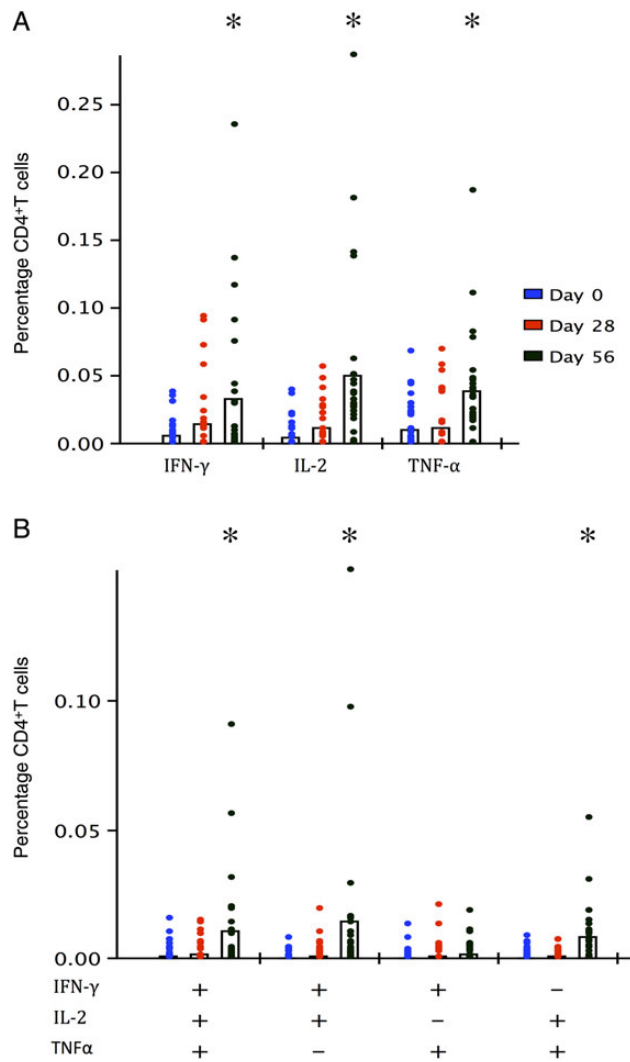 A
* * *
0.25
0.20
0.15
0.10
0.05
0.00
Percentage CD4⁺T cells
IFN-γ IL-2 TNF-α
Day 0
Day 28
Day 56
B
* * *
0.10
0.05
0.00
Percentage CD4⁺T cells
IFN-γ + + + −
IL-2 + + − +
TNFα + − + +